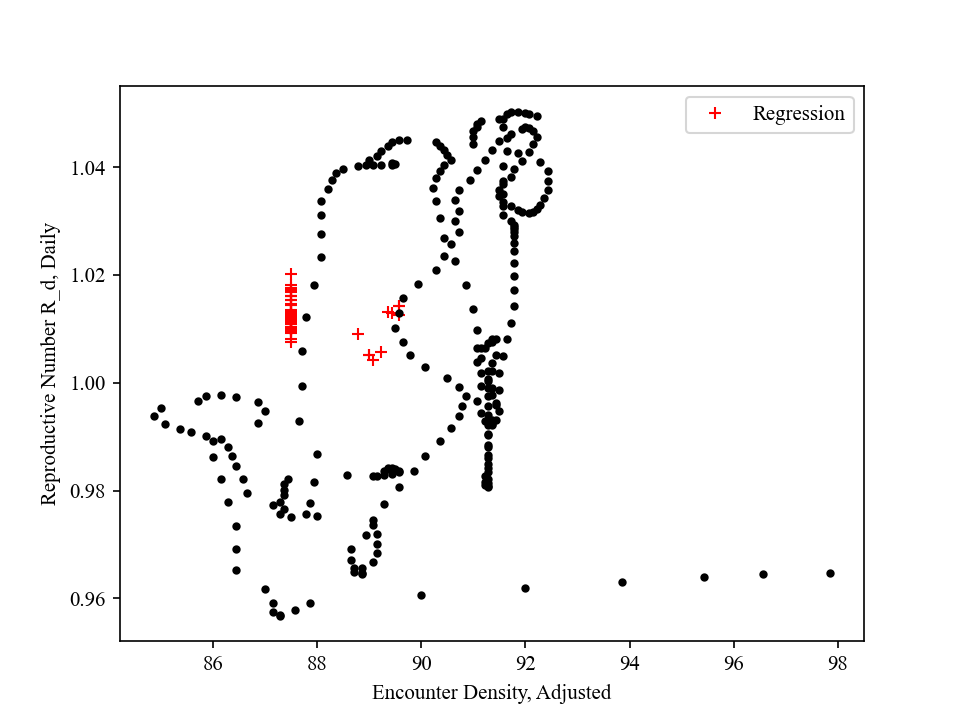 Regression
1.04
1.02
1.00
0.98
0.96
Reproductive Number R_d, Daily
86 88 90 92 94 96 98
Encounter Density, Adjusted